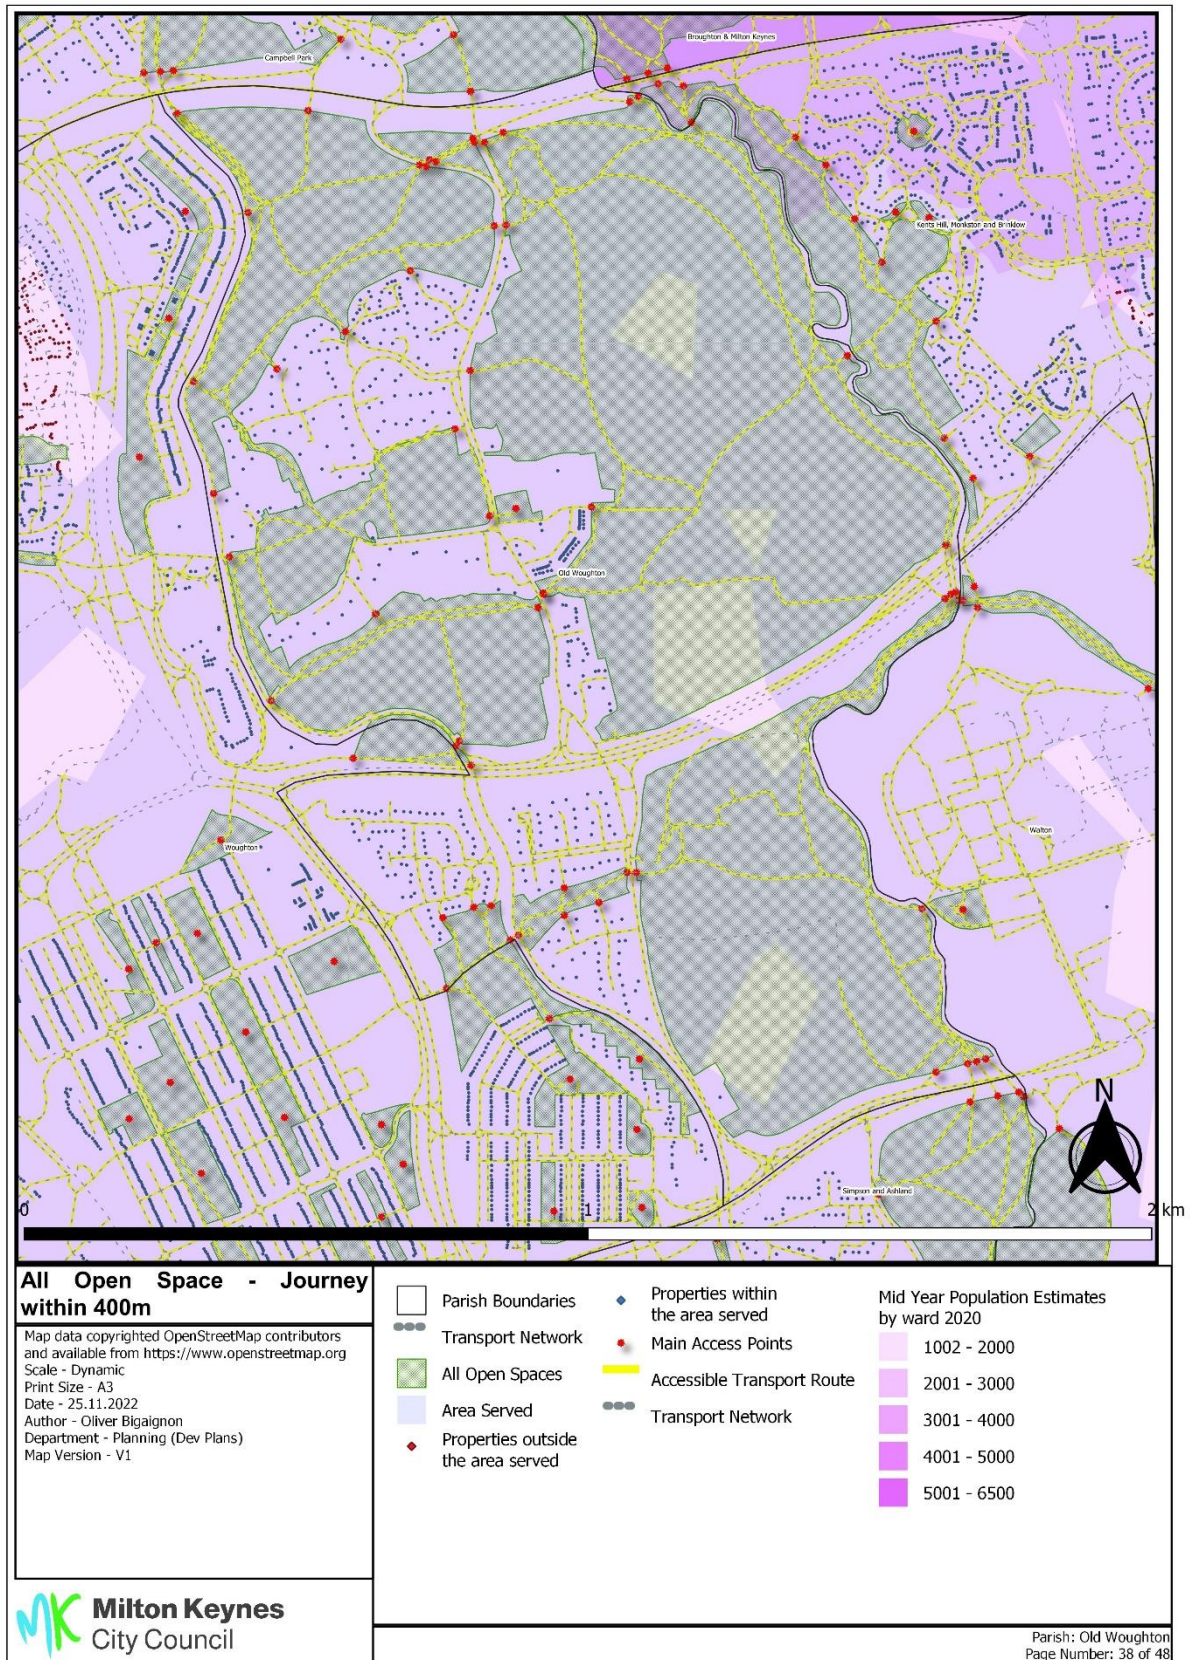 Campbell Park
Broughton & Milton Keynes
Kents Hill, Monkston and Brinklow
Old Woughton
Walton
Woughton
Simpson and Ashland
N
0
1
2 km
All Open Space - Journey
within 400m
Map data copyrighted OpenStreetMap contributors
and available from https://www.openstreetmap.org
Scale - Dynamic
Print Size - A3
Date - 25.11.2022
Author - Oliver Bigaignon
Department - Planning (Dev Plans)
Map Version - V1
Milton Keynes
City Council
Parish Boundaries
Transport Network
All Open Spaces
Area Served
Properties outside
the area served
Properties within
the area served
Main Access Points
Accessible Transport Route
Transport Network
Mid Year Population Estimates
by ward 2020
1002 - 2000
2001 - 3000
3001 - 4000
4001 - 5000
5001 - 6500
Parish: Old Woughton
Page Number: 38 of 48